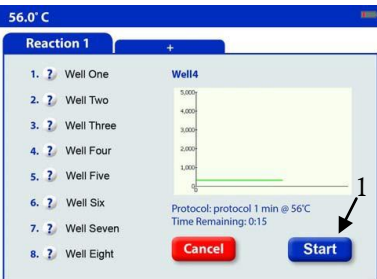 56.0° C
Reaction 1
+
1. ? Well One
2. ? Well Two
3. ? Well Three
4. ? Well Four
5. ? Well Five
6. ? Well Six
7. ? Well Seven
8. ? Well Eight
Well4
5,000
4,000
3,000
2,000
1,000
0
Protocol: protocol 1 min @ 56°C
Time Remaining: 0:15
1
Cancel
Start